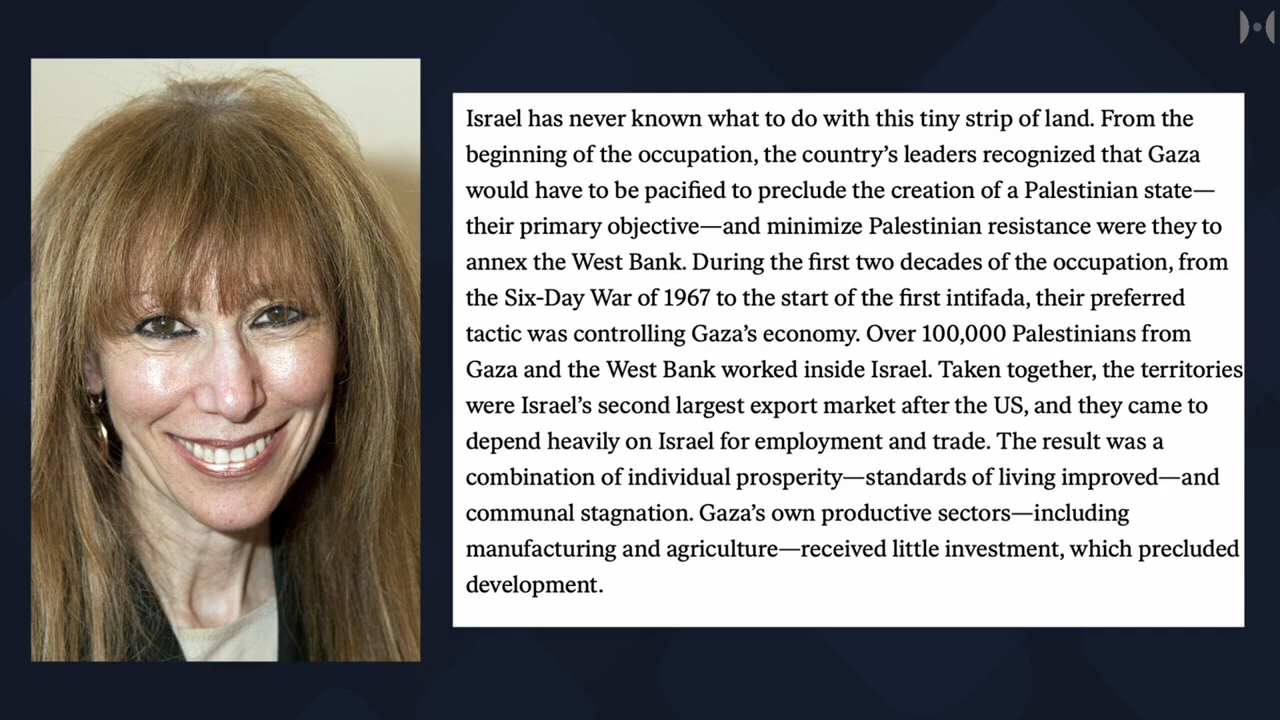 Israel has never known what to do with this tiny strip of land. From the
beginning of the occupation, the country’s leaders recognized that Gaza
would have to be pacified to preclude the creation of a Palestinian state—
their primary objective—and minimize Palestinian resistance were they to
annex the West Bank. During the first two decades of the occupation, from
the Six-Day War of 1967 to the start of the first intifada, their preferred
tactic was controlling Gaza’s economy. Over 100,000 Palestinians from
Gaza and the West Bank worked inside Israel. Taken together, the territories
were Israel’s second largest export market after the US, and they came to
depend heavily on Israel for employment and trade. The result was a
combination of individual prosperity—standards of living improved—and
communal stagnation. Gaza’s own productive sectors—including
manufacturing and agriculture—received little investment, which precluded
development.